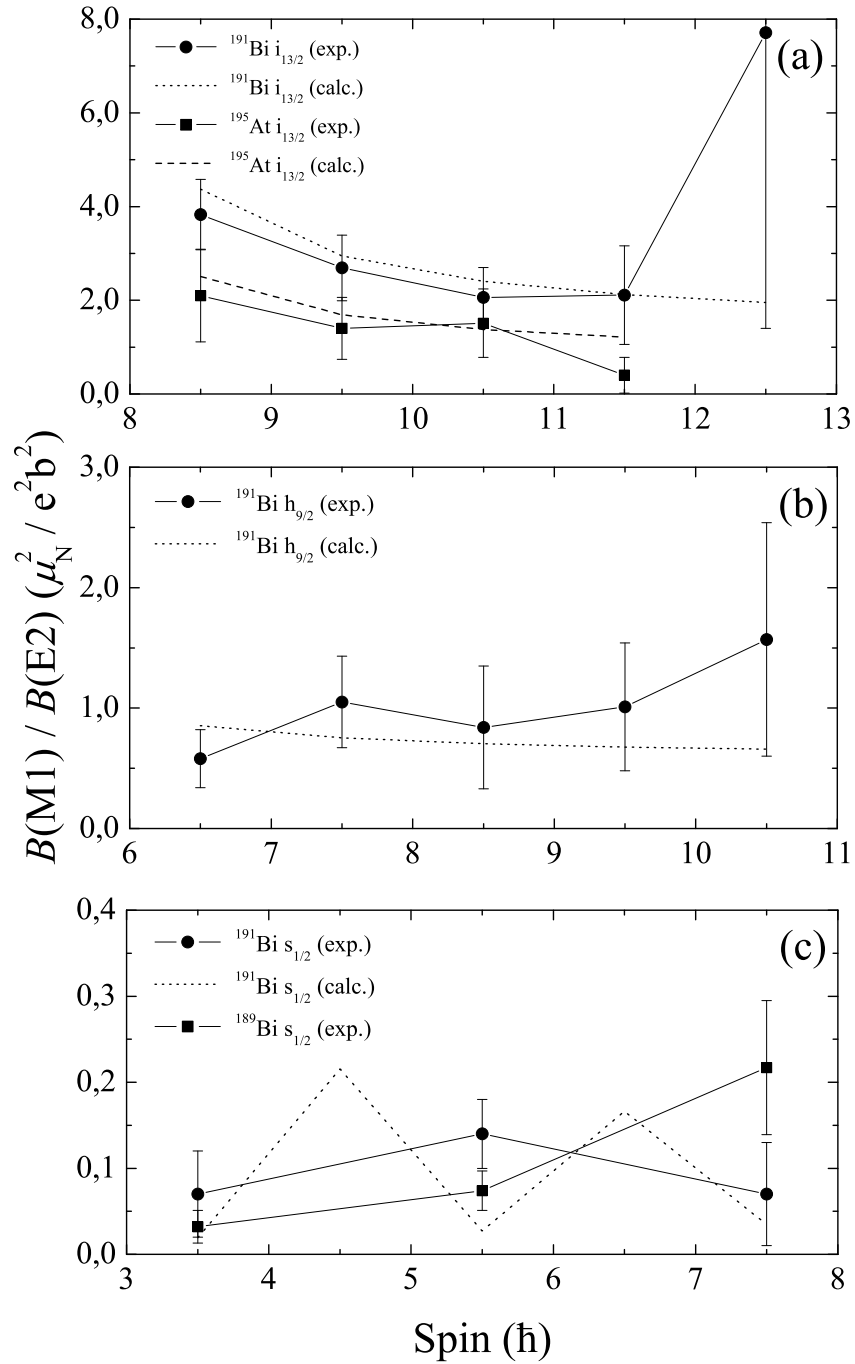 B(M1) / B(E2) (μ²_N / e²b²)
(a)
¹⁹¹Bi i₁₃/₂ (exp.)
¹⁹¹Bi i₁₃/₂ (calc.)
¹⁹⁵At i₁₃/₂ (exp.)
¹⁹⁵At i₁₃/₂ (calc.)
8,0
6,0
4,0
2,0
0,0
8 9 10 11 12 13
(b)
¹⁹¹Bi h₉/₂ (exp.)
¹⁹¹Bi h₉/₂ (calc.)
3,0
2,0
1,0
0,0
6 7 8 9 10 11
(c)
¹⁹¹Bi s₁/₂ (exp.)
¹⁹¹Bi s₁/₂ (calc.)
¹⁸⁹Bi s₁/₂ (exp.)
0,4
0,3
0,2
0,1
0,0
3 4 5 6 7 8
Spin (ħ)